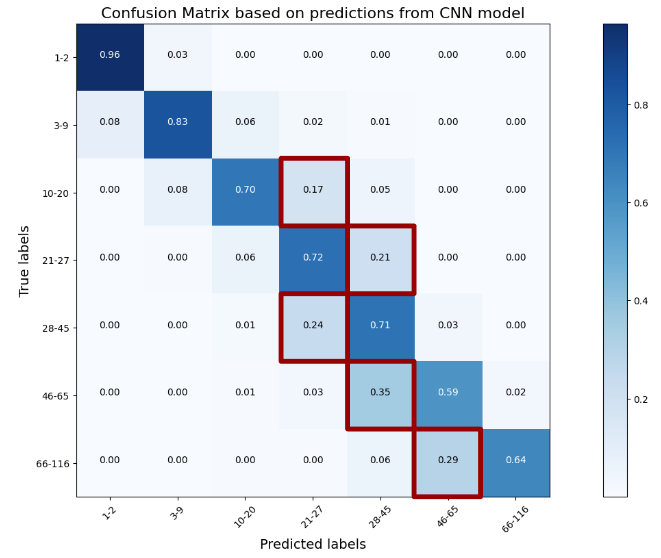 Confusion Matrix based on predictions from CNN model
True labels
1-2 0.96 0.03 0.00 0.00 0.00 0.00 0.00
3-9 0.08 0.83 0.06 0.02 0.01 0.00 0.00
10-20 0.00 0.08 0.70 0.17 0.05 0.00 0.00
21-27 0.00 0.00 0.06 0.72 0.21 0.00 0.00
28-45 0.00 0.00 0.01 0.24 0.71 0.03 0.00
46-65 0.00 0.00 0.01 0.03 0.35 0.59 0.02
66-116 0.00 0.00 0.00 0.00 0.06 0.29 0.64
1-2 3-9 10-20 21-27 28-45 46-65 66-116
Predicted labels
0.8
0.6
0.4
0.2